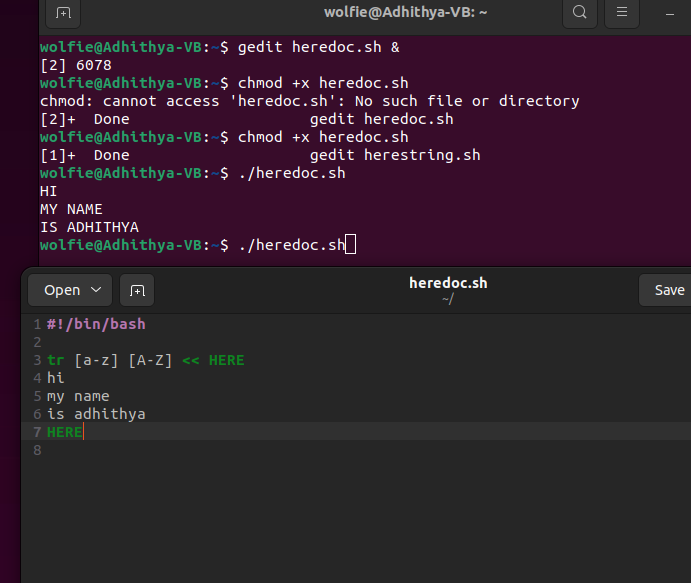 wolfie@Adhithya-VB: ~
wolfie@Adhithya-VB:~$ gedit heredoc.sh &
[2] 6078
wolfie@Adhithya-VB:~$ chmod +x heredoc.sh
chmod: cannot access 'heredoc.sh': No such file or directory
[2]+  Done                    gedit heredoc.sh
wolfie@Adhithya-VB:~$ chmod +x heredoc.sh
[1]+  Done                    gedit herestring.sh
wolfie@Adhithya-VB:~$ ./heredoc.sh
HI
MY NAME
IS ADHITHYA
wolfie@Adhithya-VB:~$ ./heredoc.sh
Open heredoc.sh Save
~/
1 #!/bin/bash
2
3 tr [a-z] [A-Z] << HERE
4 hi
5 my name
6 is adhithya
7 HERE
8